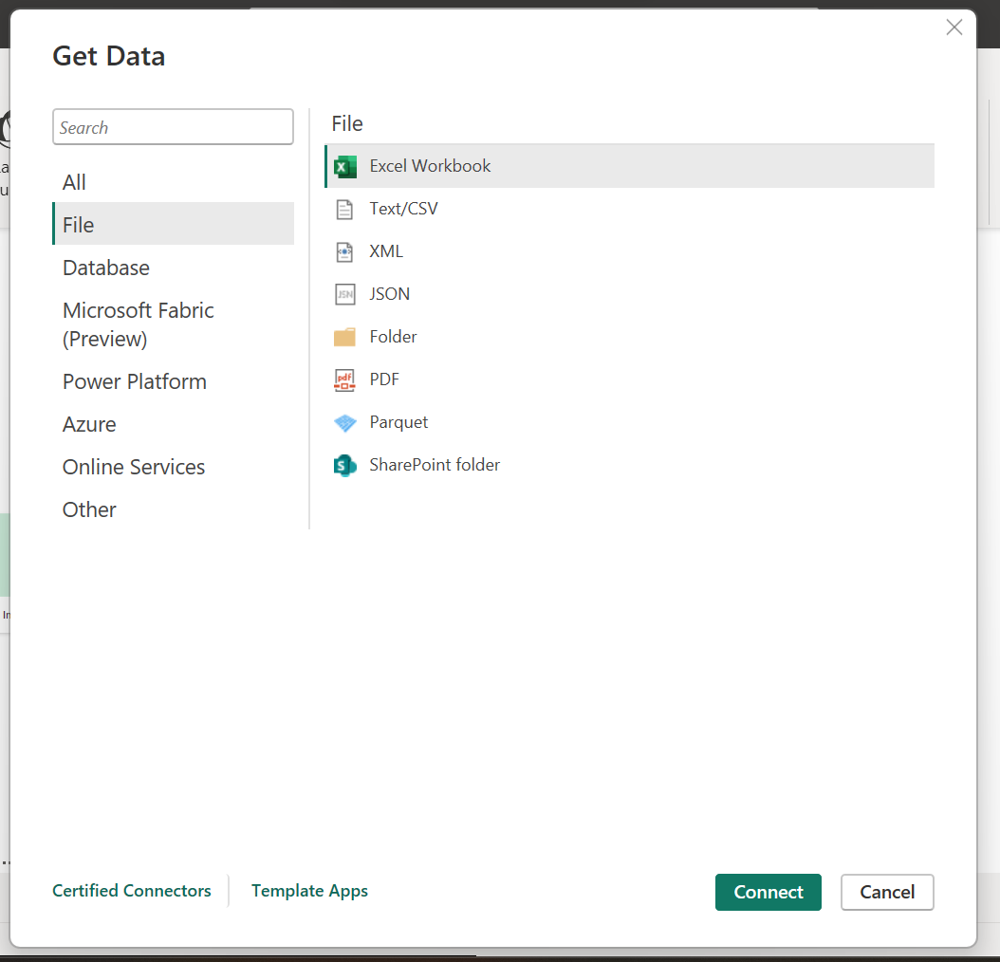 Get Data
Search
All
File
Database
Microsoft Fabric
(Preview)
Power Platform
Azure
Online Services
Other
File
Excel Workbook
Text/CSV
XML
JSON
Folder
PDF
Parquet
SharePoint folder
Certified Connectors
Template Apps
Connect
Cancel